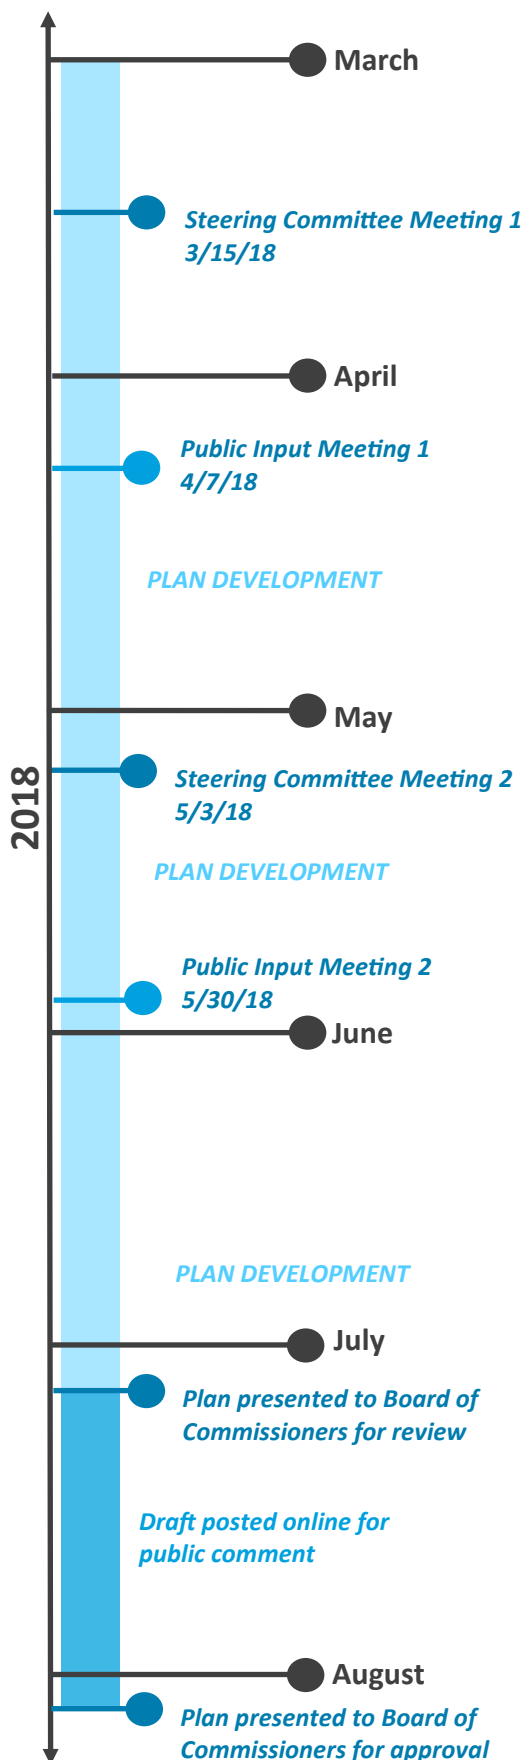 March
Steering Committee Meeting 1
3/15/18
April
Public Input Meeting 1
4/7/18
PLAN DEVELOPMENT
May
2018
Steering Committee Meeting 2
5/3/18
PLAN DEVELOPMENT
Public Input Meeting 2
5/30/18
June
PLAN DEVELOPMENT
July
Plan presented to Board of
Commissioners for review
Draft posted online for
public comment
August
Plan presented to Board of
Commissioners for approval